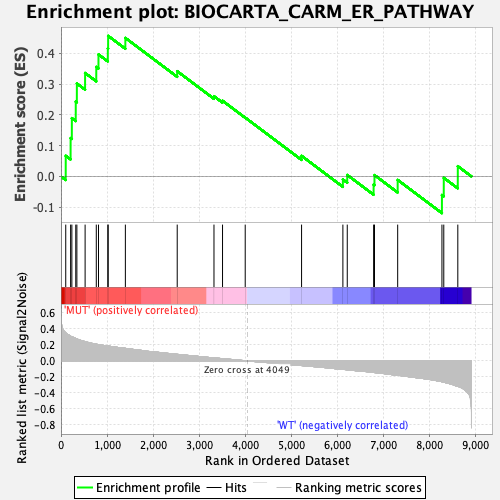 Enrichment plot: BIOCARTA_CARM_ER_PATHWAY
Enrichment score (ES)
0.4
0.3
0.2
0.1
0.0
-0.1
Ranked list metric (Signal2Noise)
'MUT' (positively correlated)
0.6
0.4
0.2
0.0
-0.2
-0.4
-0.6
-0.8
Zero cross at 4049
'WT' (negatively correlated)
0 1,000 2,000 3,000 4,000 5,000 6,000 7,000 8,000 9,000
Rank in Ordered Dataset
Enrichment profile Hits Ranking metric scores